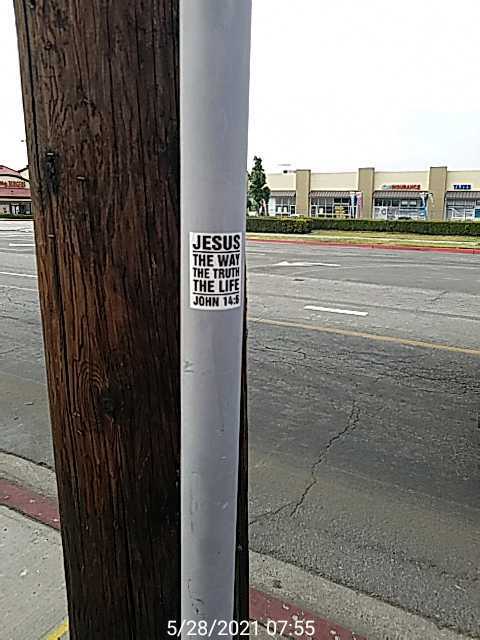 INSURANCE
TAXES
JESUS
THE WAY
THE TRUTH
THE LIFE
JOHN 14:6
5/28/2021 07:55